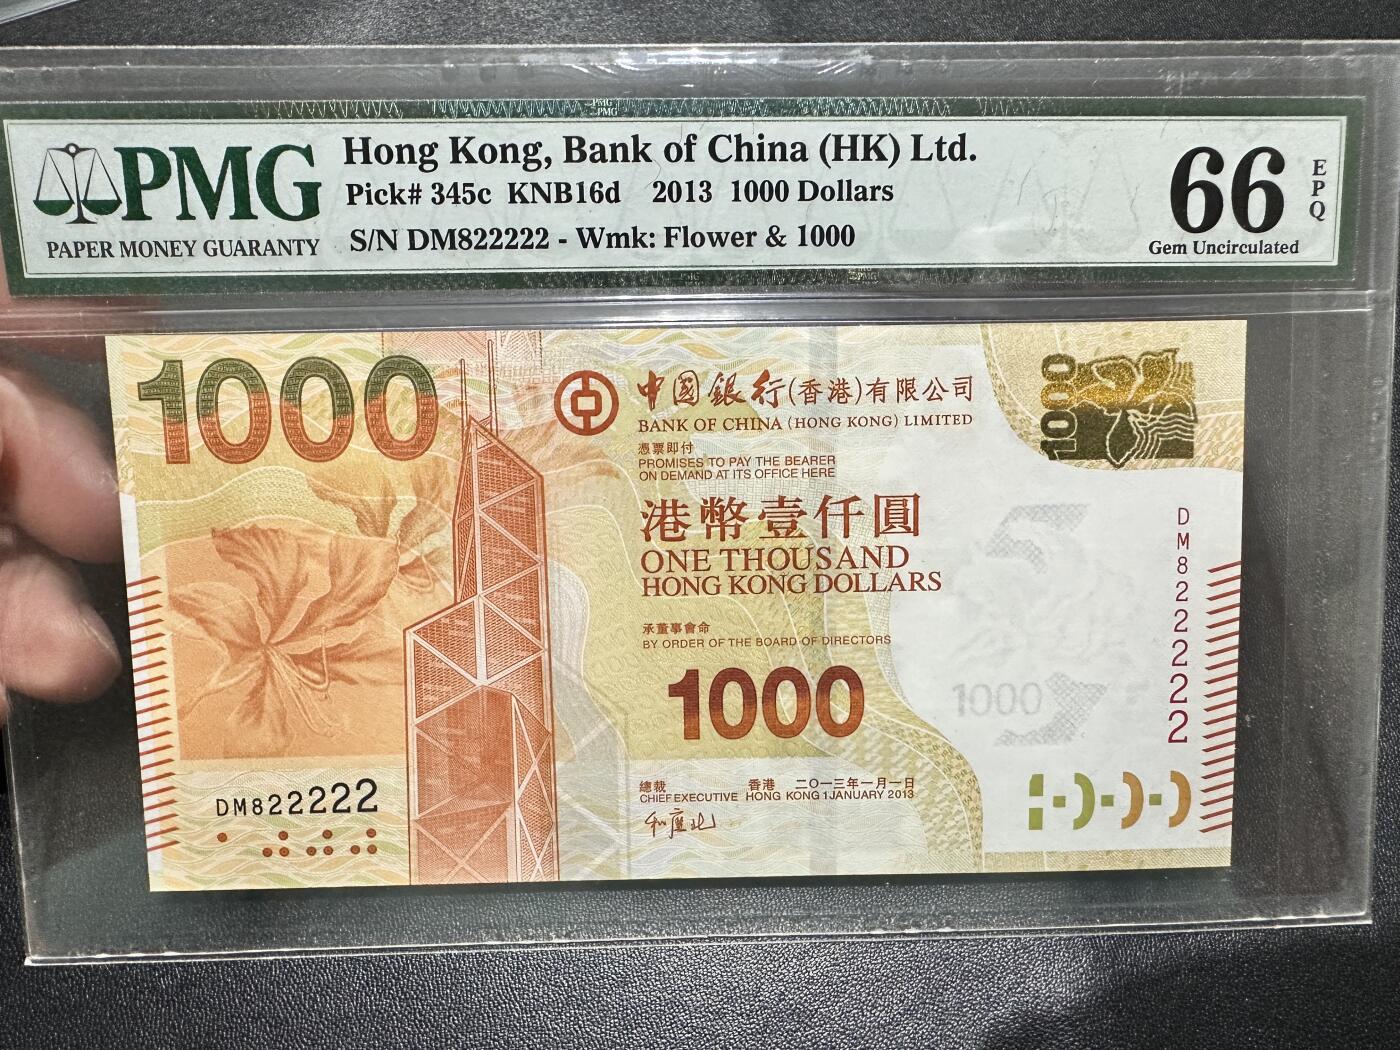 PMG
PAPER MONEY GUARANTY
Hong Kong, Bank of China (HK) Ltd.
Pick# 345c KNB16d 2013 1000 Dollars
S/N DM822222 - Wmk: Flower & 1000
66
EPQ
Gem Uncirculated
1000
中國銀行(香港)有限公司
BANK OF CHINA (HONG KONG) LIMITED
憑票即付
PROMISES TO PAY THE BEARER
ON DEMAND AT ITS OFFICE HERE
港幣壹仟圓
ONE THOUSAND
HONG KONG DOLLARS
承董事會命
BY ORDER OF THE BOARD OF DIRECTORS
1000
總裁 香港 二〇一三年一月一日
CHIEF EXECUTIVE HONG KONG 1 JANUARY 2013
和廣北
DM822222
1000
DM822222
1000
1000